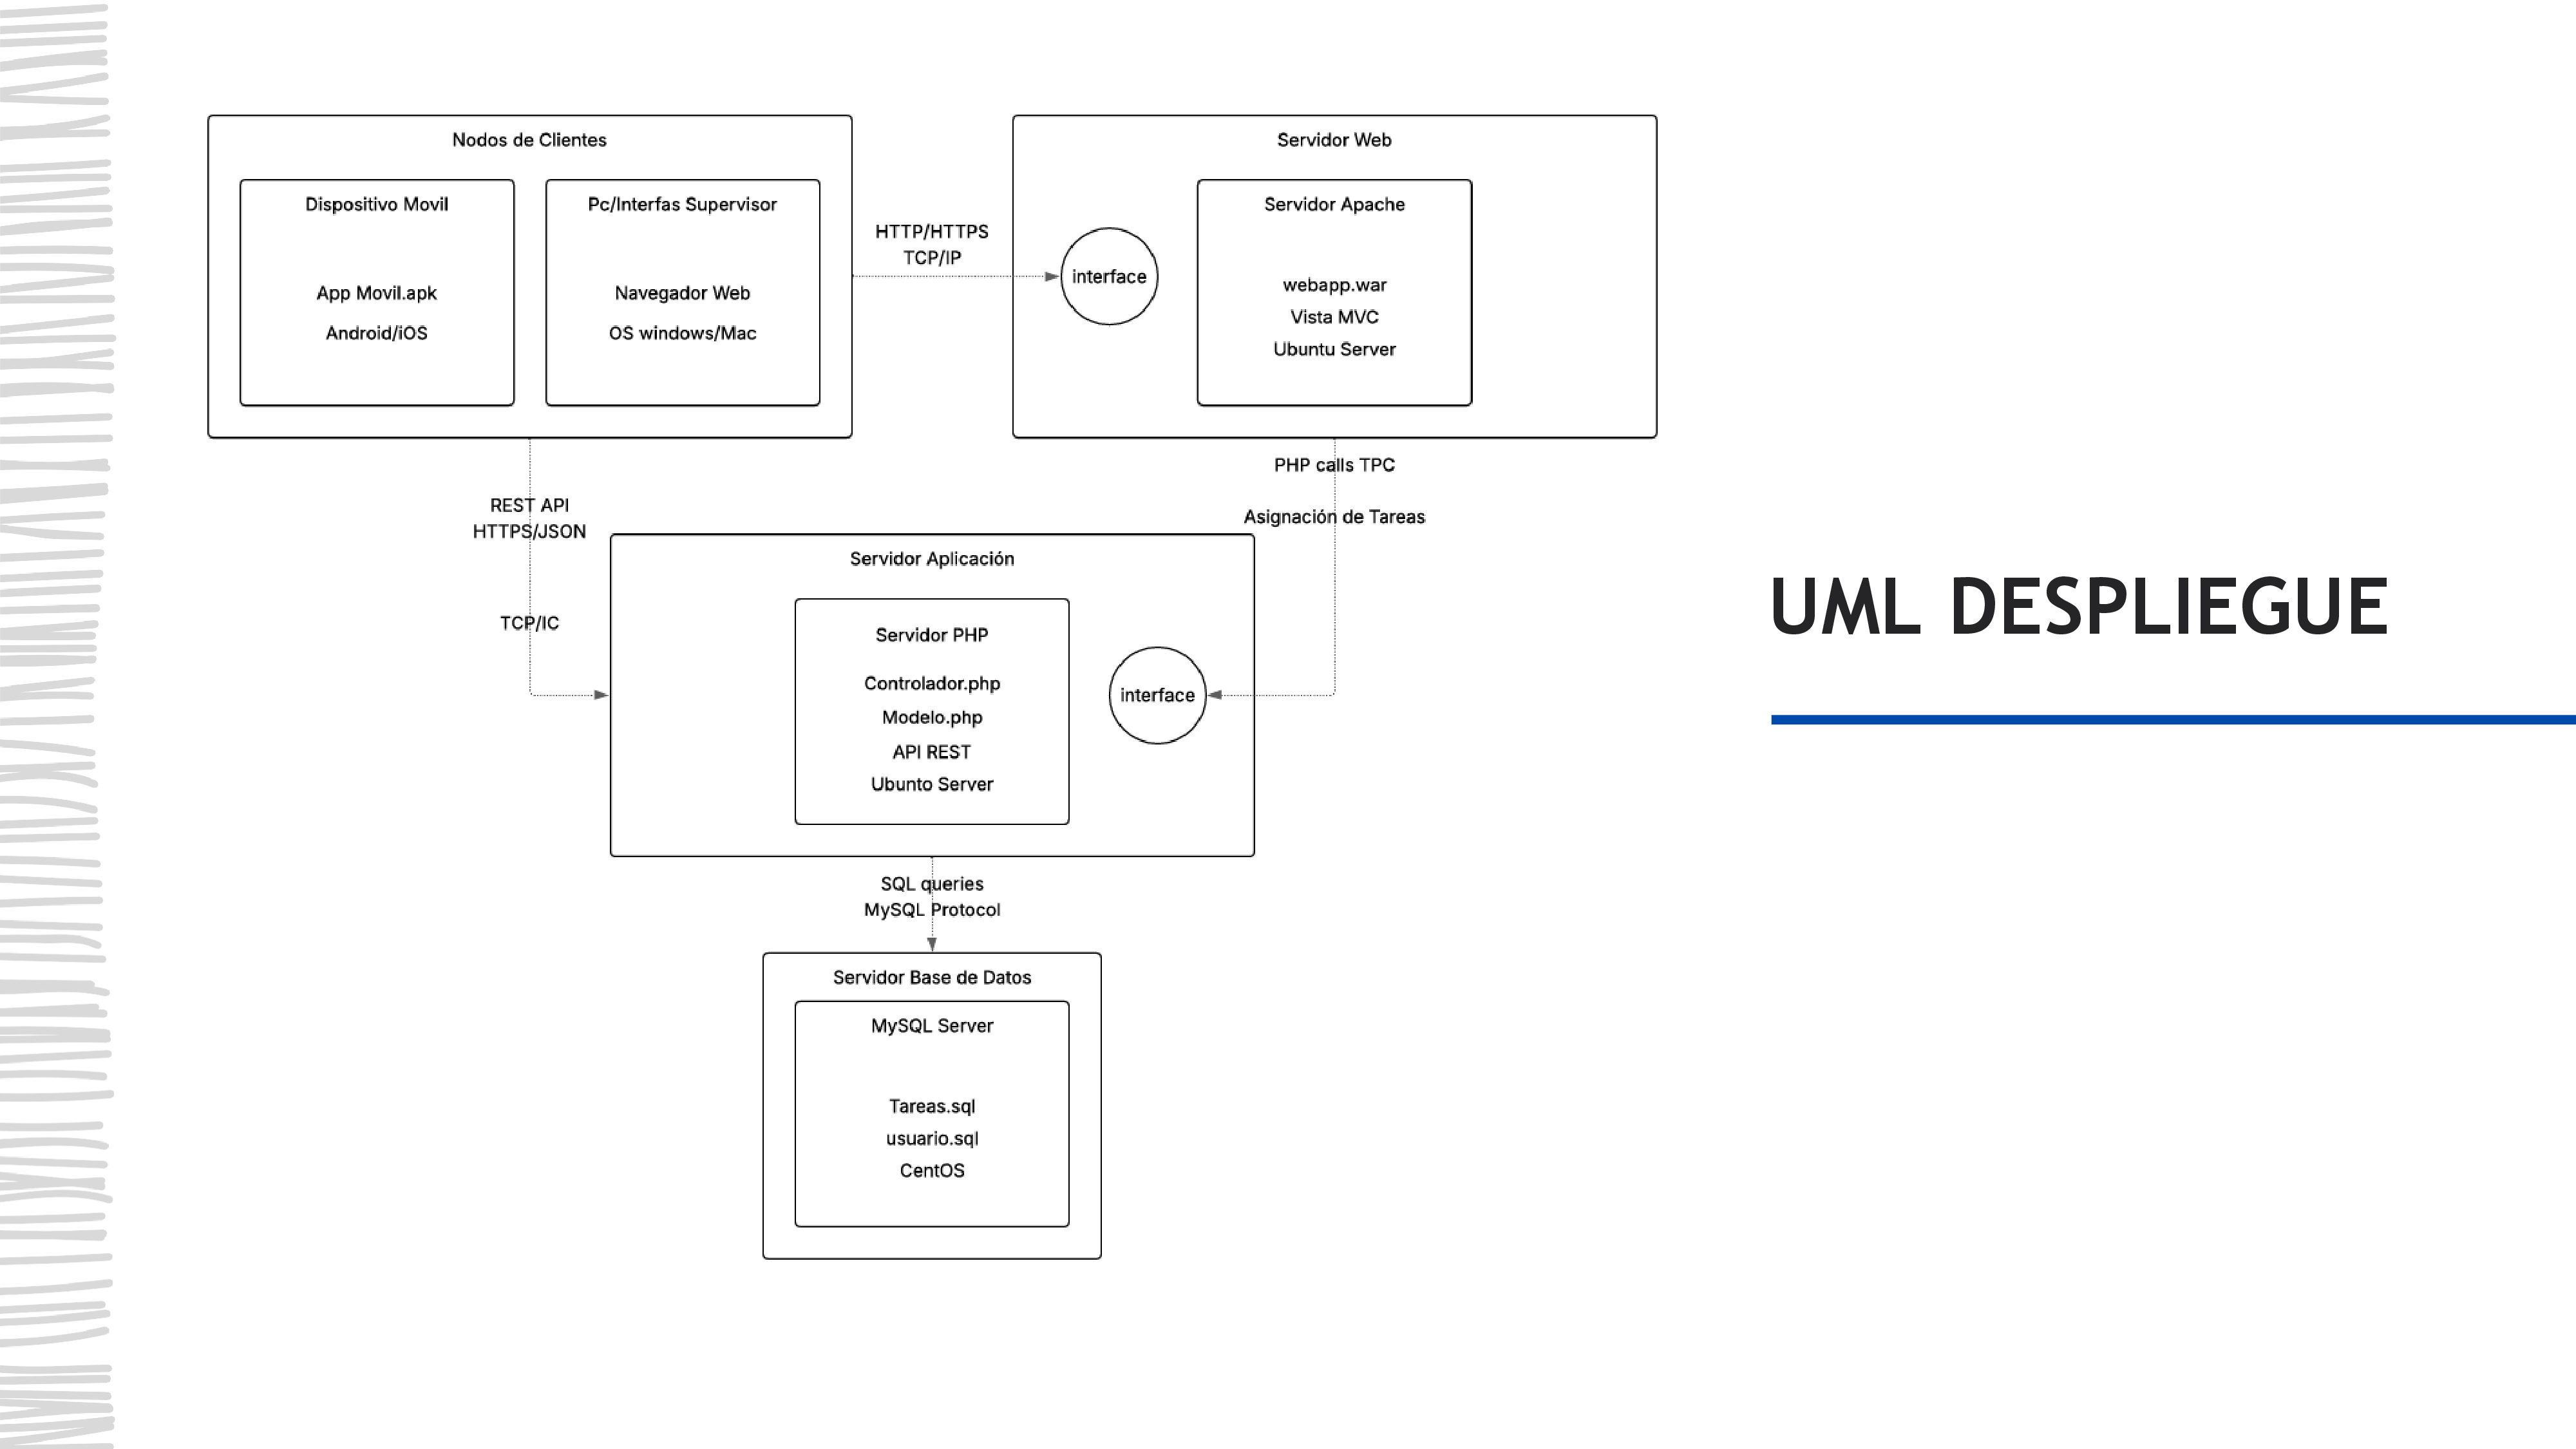 Nodos de Clientes
Dispositivo Movil
App Movil.apk
Android/iOS
Pc/Interfas Supervisor
Navegador Web
OS windows/Mac
HTTP/HTTPS
TCP/IP
Servidor Web
interface
Servidor Apache
webapp.war
Vista MVC
Ubuntu Server
REST API
HTTPS/JSON
TCP/IC
PHP calls TPC
Asignación de Tareas
Servidor Aplicación
Servidor PHP
Controlador.php
Modelo.php
API REST
Ubunto Server
interface
SQL queries
MySQL Protocol
Servidor Base de Datos
MySQL Server
Tareas.sql
usuario.sql
CentOS
UML DESPLIEGUE